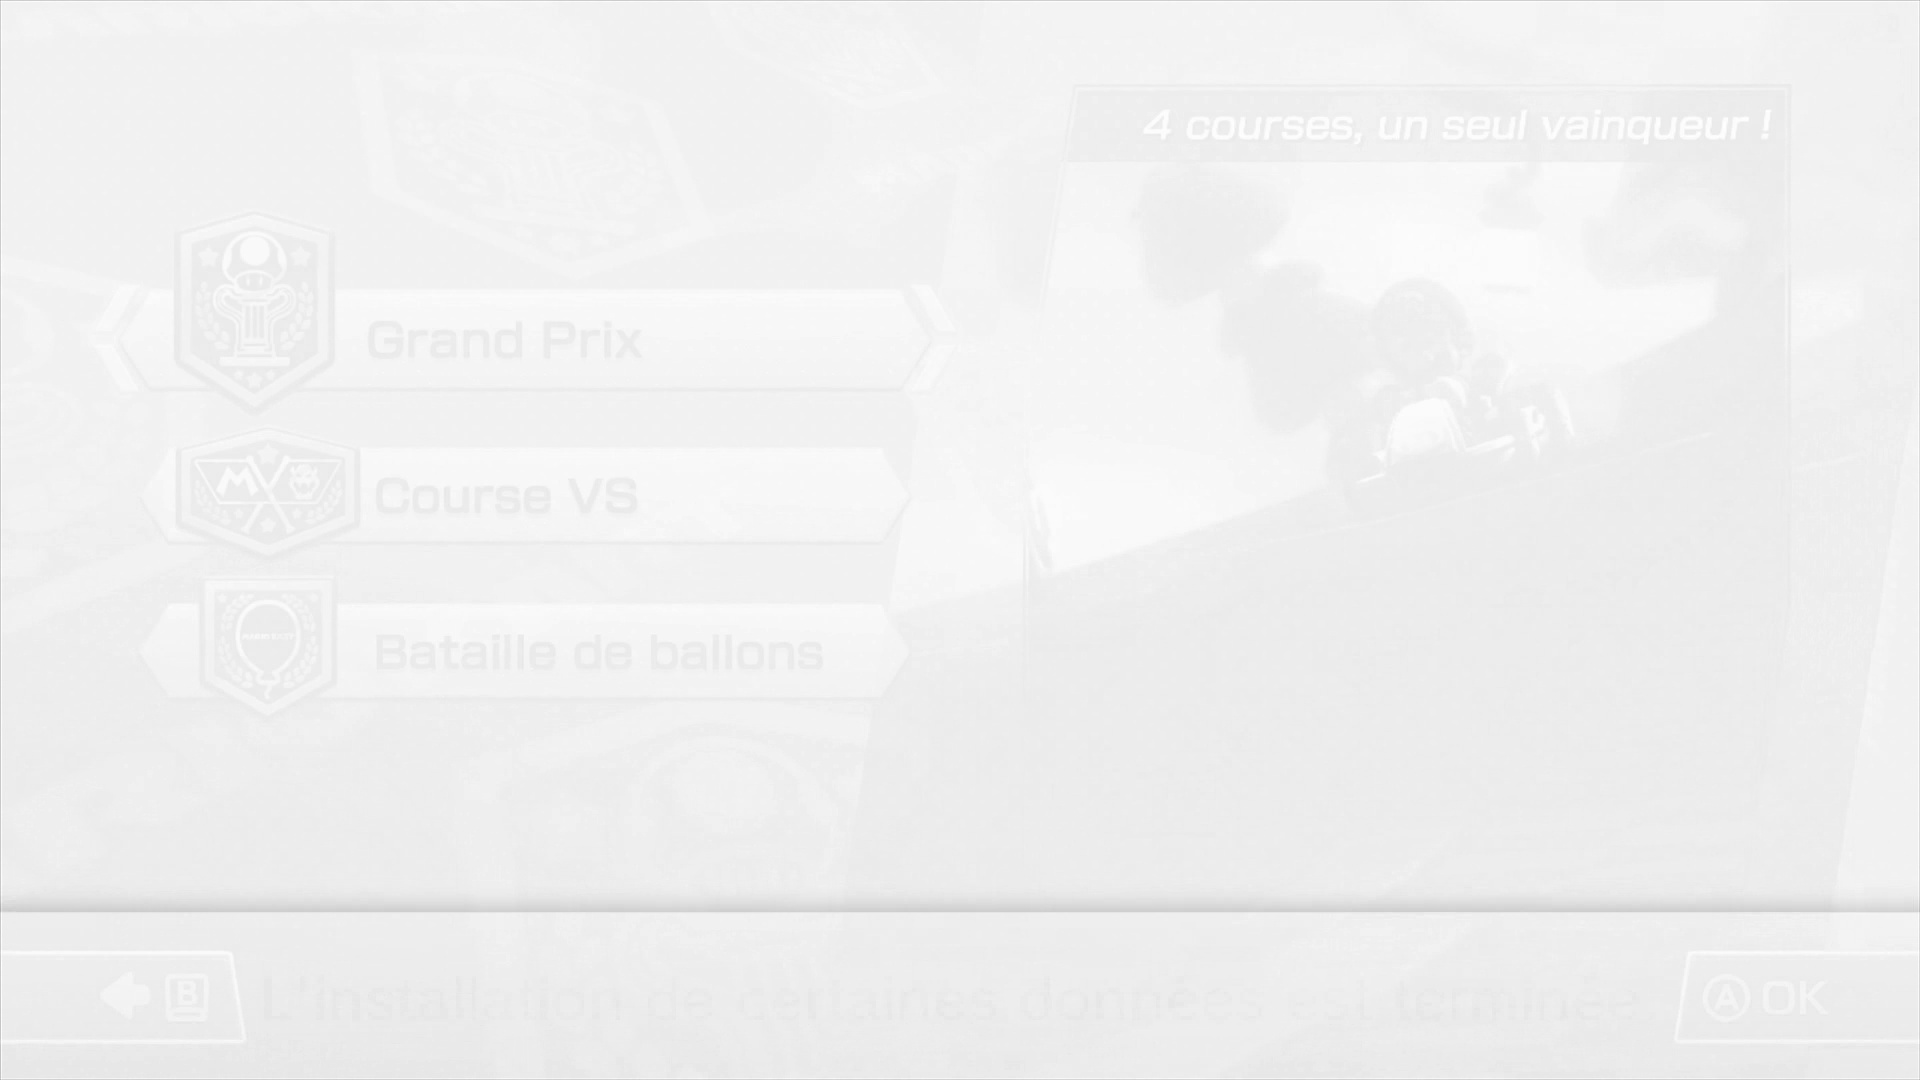 4 courses, un seul vainqueur !
Grand Prix
Course VS
Bataille de ballons
B
L'installation de certaines données est terminée.
A OK